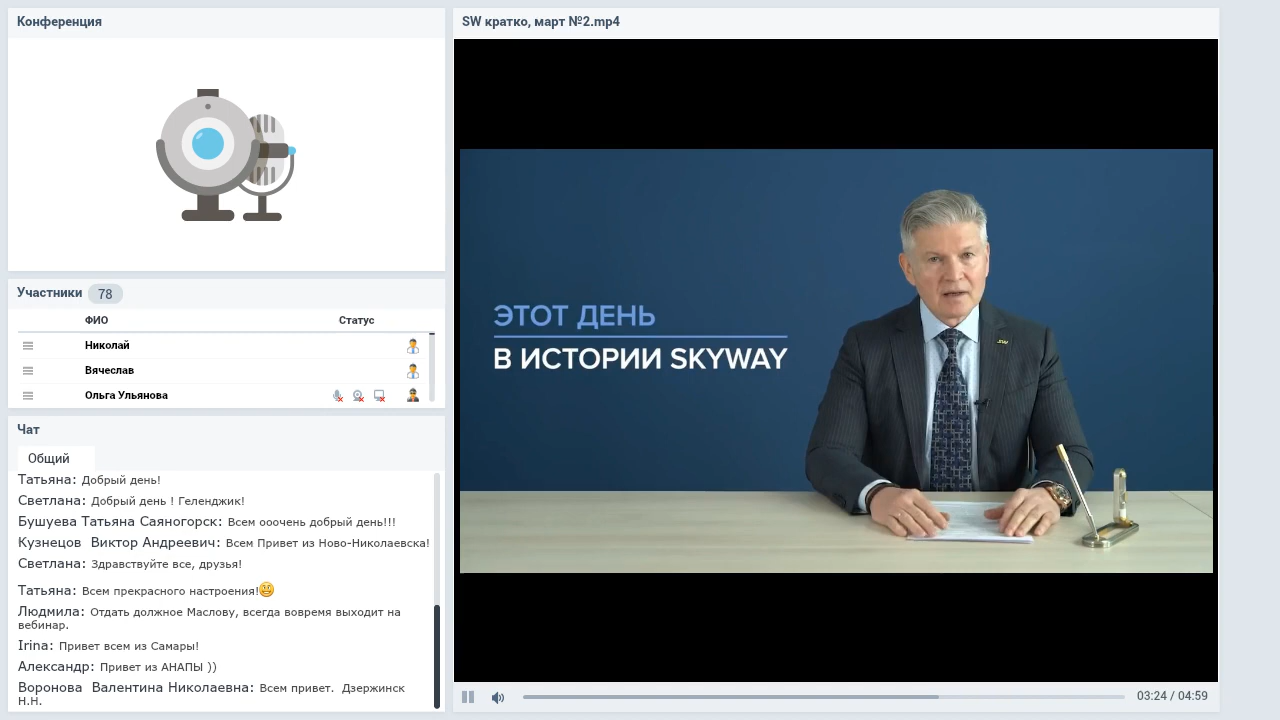 Конференция
SW кратко, март №2.mp4
Участники 78
ФИО Статус
Николай
Вячеслав
Ольга Ульянова
Чат
Общий
Татьяна: Добрый день!
Светлана: Добрый день ! Геленджик!
Бушуева Татьяна Саяногорск: Всем ооочень добрый день!!!
Кузнецов Виктор Андреевич: Всем Привет из Ново-Николаевска!
Светлана: Здравствуйте все, друзья!
Татьяна: Всем прекрасного настроения!
Людмила: Отдать должное Маслову, всегда вовремя выходит на
вебинар.
Irina: Привет всем из Самары!
Александр: Привет из АНАПЫ ))
Воронова Валентина Николаевна: Всем привет. Дзержинск
Н.Н.
ЭТОТ ДЕНЬ
В ИСТОРИИ SKYWAY
SW
03:24 / 04:59